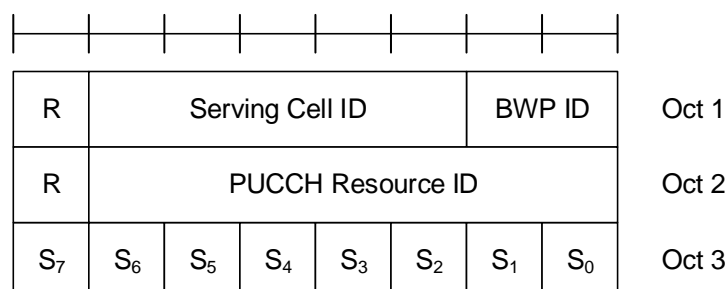 R Serving Cell ID BWP ID Oct 1
R PUCCH Resource ID Oct 2
S₇ S₆ S₅ S₄ S₃ S₂ S₁ S₀ Oct 3